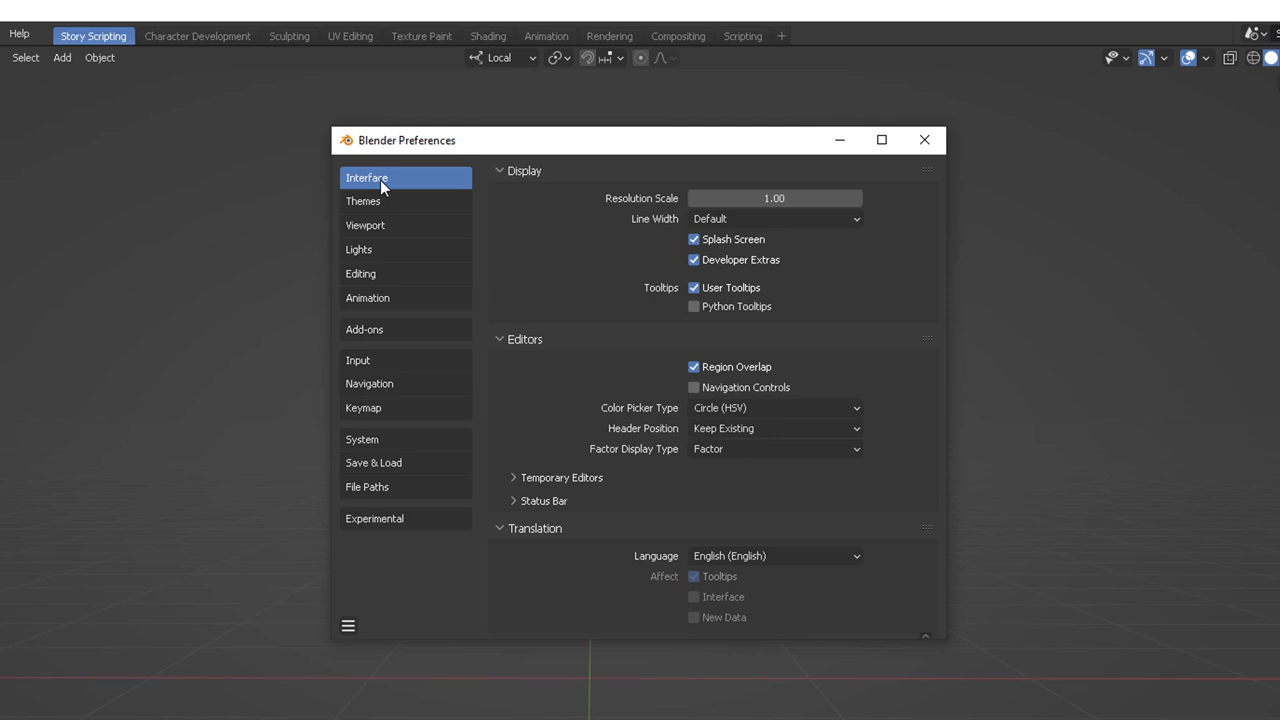 Help Story Scripting Character Development Sculpting UV Editing Texture Paint Shading Animation Rendering Compositing Scripting +
Select Add Object Local
Blender Preferences
Interface
Themes
Viewport
Lights
Editing
Animation
Add-ons
Input
Navigation
Keymap
System
Save & Load
File Paths
Experimental
Display
Resolution Scale 1.00
Line Width Default
Splash Screen
Developer Extras
Tooltips User Tooltips
Python Tooltips
Editors
Region Overlap
Navigation Controls
Color Picker Type Circle (HSV)
Header Position Keep Existing
Factor Display Type Factor
Temporary Editors
Status Bar
Translation
Language English (English)
Affect Tooltips
Interface
New Data